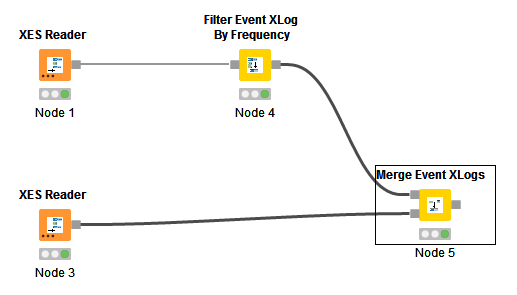 Filter Event XLog
By Frequency
XES Reader
Node 1
Node 4
Merge Event XLogs
XES Reader
Node 5
Node 3